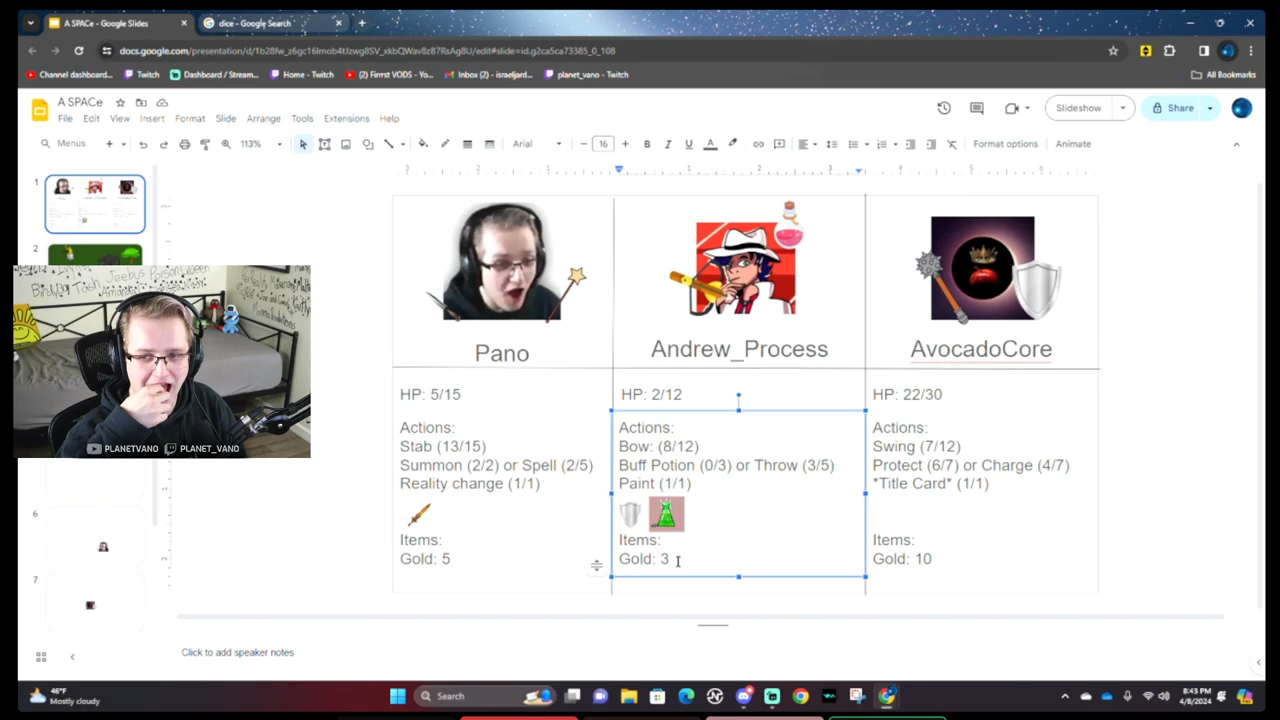 A SPACe - Google Slides
dice - Google Search
docs.google.com/presentation/d/1b28fw_z6gc16lmob4tJzwg8SV_xkbQWav8z87RsAg8U/edit#slide=id.g2ca5ca73385_0_108
Channel dashboard...
Twitch
Dashboard / Stream...
Home - Twitch
(2) Firrrst VODS - Yo...
Inbox (2) - israeljard...
planet_vano - Twitch
All Bookmarks
A SPACe
File Edit View Insert Format Slide Arrange Tools Extensions Help
Slideshow
Share
Menus
113%
Arial
16
Format options
Animate
1
2
6
7
Pano
Andrew_Process
AvocadoCore
HP: 5/15
Actions:
Stab (13/15)
Summon (2/2) or Spell (2/5)
Reality change (1/1)
Items:
Gold: 5
HP: 2/12
Actions:
Bow: (8/12)
Buff Potion (0/3) or Throw (3/5)
Paint (1/1)
Items:
Gold: 3
HP: 22/30
Actions:
Swing (7/12)
Protect (6/7) or Charge (4/7)
*Title Card* (1/1)
Items:
Gold: 10
PLANETVANO PLANET_VANO
Click to add speaker notes
46°F
Mostly cloudy
Search
8:43 PM
4/8/2024